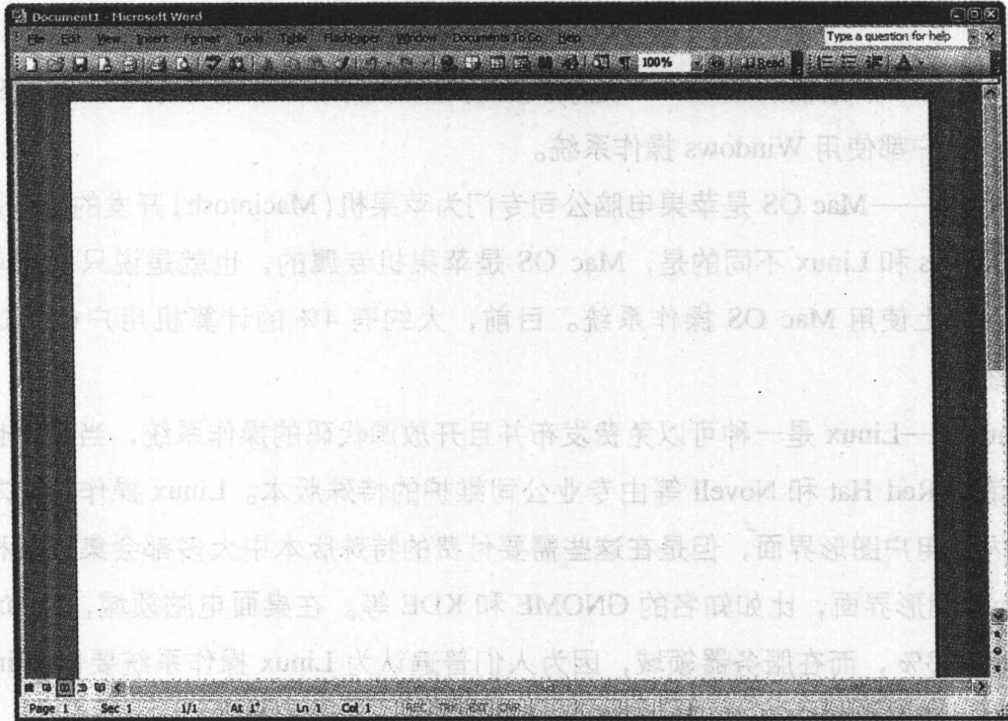 Document1 - Microsoft Word
File Edit View Insert Format Tools Table FlashPaper Window Documents To Go Help
Type a question for help
100%
Read
都使用 Windows 操作系统。
—Mac OS 是苹果电脑公司专门为苹果机(Macintosh)开发的
和 Linux 不同的是，Mac OS 是苹果机专属的，也就是说只
使用 Mac OS 操作系统。目前，大约有 4% 的计算机用户
—Linux 是一种可以免费发布并且开放源代码的操作系统，当
Red Hat 和 Novell 等由专业公司维护的特殊版本。Linux 操作
用户图形界面，但是在这些需要付费的特殊版本中大多都会集
形界面，比如知名的 GNOME 和 KDE 等。在桌面电脑领域，
%，而在服务器领域，因为人们普遍认为 Linux 操作系统要
Page 1 Sec 1 1/1 At 1" Ln 1 Col 1 REC TRK EXT OVR